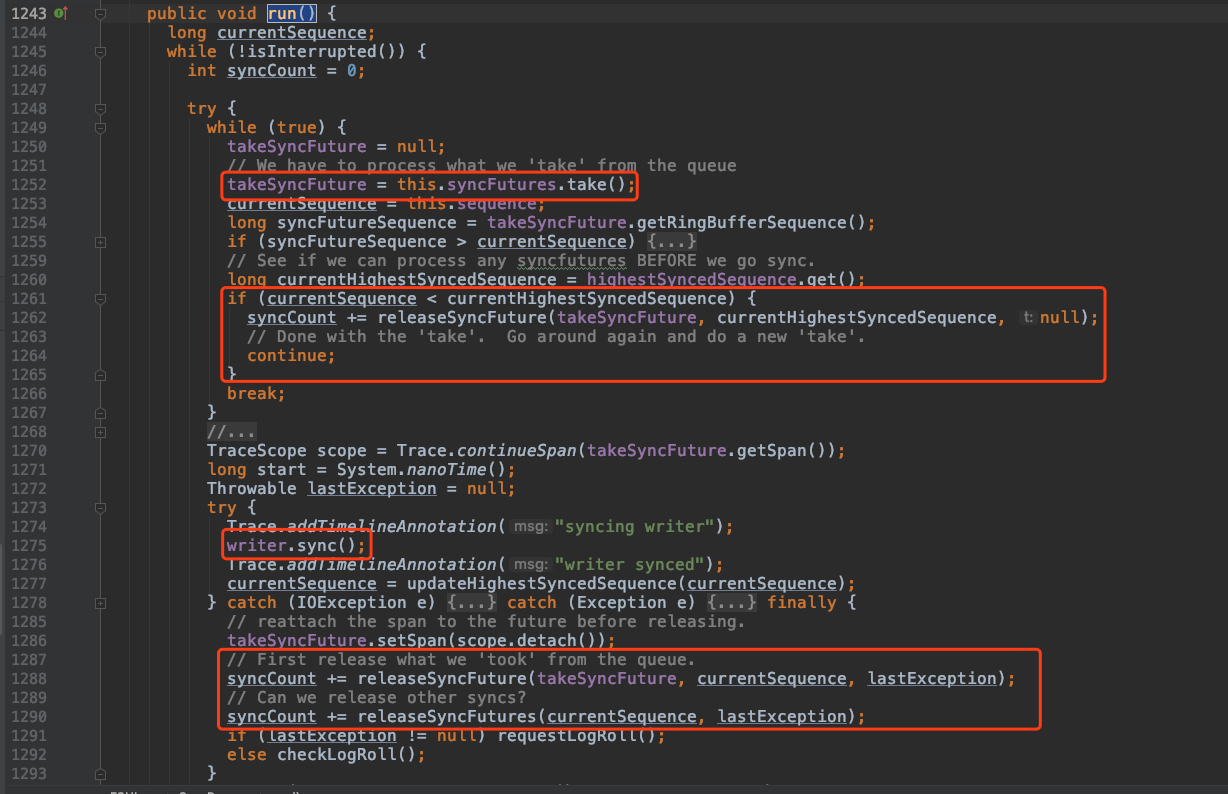 1243 public void run() {
1244 long currentSequence;
1245 while (!isInterrupted()) {
1246 int syncCount = 0;
1247
1248 try {
1249 while (true) {
1250 takeSyncFuture = null;
1251 // We have to process what we 'take' from the queue
1252 takeSyncFuture = this.syncFutures.take();
1253 currentSequence = this.sequence;
1254 long syncFutureSequence = takeSyncFuture.getRingBufferSequence();
1255 if (syncFutureSequence > currentSequence) {...}
1259 // See if we can process any syncfutures BEFORE we go sync.
1260 long currentHighestSyncedSequence = highestSyncedSequence.get();
1261 if (currentSequence < currentHighestSyncedSequence) {
1262 syncCount += releaseSyncFuture(takeSyncFuture, currentHighestSyncedSequence, t: null);
1263 // Done with the 'take'.  Go around again and do a new 'take'.
1264 continue;
1265 }
1266 break;
1267 }
1268 //...
1270 TraceScope scope = Trace.continueSpan(takeSyncFuture.getSpan());
1271 long start = System.nanoTime();
1272 Throwable lastException = null;
1273 try {
1274 Trace.addTimelineAnnotation( msg: "syncing writer");
1275 writer.sync();
1276 Trace.addTimelineAnnotation( msg: "writer synced");
1277 currentSequence = updateHighestSyncedSequence(currentSequence);
1278 } catch (IOException e) {...} catch (Exception e) {...} finally {
1285 // reattach the span to the future before releasing.
1286 takeSyncFuture.setSpan(scope.detach());
1287 // First release what we 'took' from the queue.
1288 syncCount += releaseSyncFuture(takeSyncFuture, currentSequence, lastException);
1289 // Can we release other syncs?
1290 syncCount += releaseSyncFutures(currentSequence, lastException);
1291 if (lastException != null) requestLogRoll();
1292 else checkLogRoll();
1293 }